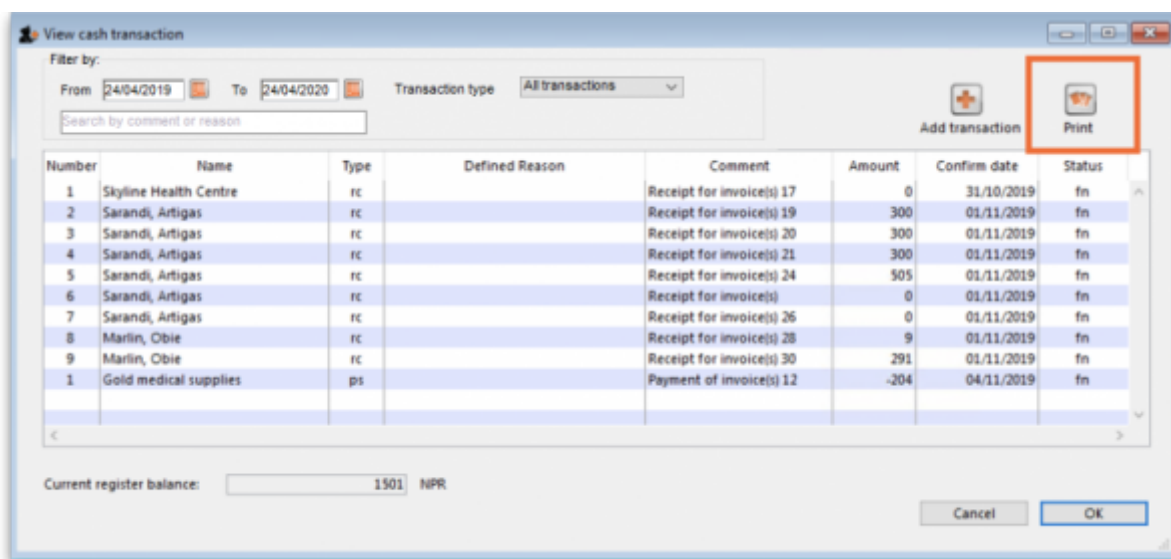 View cash transaction
Filter by:
From 24/04/2019 To 24/04/2020 Transaction type All transactions
Search by comment or reason
Add transaction Print
Number Name Type Defined Reason Comment Amount Confirm date Status
1 Skyline Health Centre rc Receipt for invoice(s) 17 0 31/10/2019 fn
2 Sarandi, Artigas rc Receipt for invoice(s) 19 300 01/11/2019 fn
3 Sarandi, Artigas rc Receipt for invoice(s) 20 300 01/11/2019 fn
4 Sarandi, Artigas rc Receipt for invoice(s) 21 300 01/11/2019 fn
5 Sarandi, Artigas rc Receipt for invoice(s) 24 505 01/11/2019 fn
6 Sarandi, Artigas rc Receipt for invoice(s) 0 01/11/2019 fn
7 Sarandi, Artigas rc Receipt for invoice(s) 26 0 01/11/2019 fn
8 Marlin, Obie rc Receipt for invoice(s) 28 9 01/11/2019 fn
9 Marlin, Obie rc Receipt for invoice(s) 30 291 01/11/2019 fn
1 Gold medical supplies ps Payment of invoice(s) 12 -204 04/11/2019 fn
Current register balance: 1501 NPR
Cancel OK